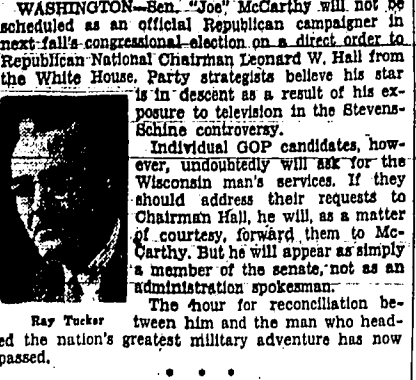 WASHINGTON—Sen. "Joe" McCarthy will not be
scheduled as an official Republican campaigner in
next fall's congressional election on a direct order to
Republican National Chairman Leonard W. Hall from
the White House. Party strategists believe his star
is in descent as a result of his ex-
posure to television in the Stevens-
Schine controversy.
Individual GOP candidates, how-
ever, undoubtedly will ask for the
Wisconsin man's services. If they
should address their requests to
Chairman Hall, he will, as a matter
of courtesy, forward them to Mc-
Carthy. But he will appear as simply
a member of the senate, not as an
administration spokesman.
The hour for reconciliation be-
tween him and the man who head-
ed the nation's greatest military adventure has now
passed.
* * *
Ray Tucker